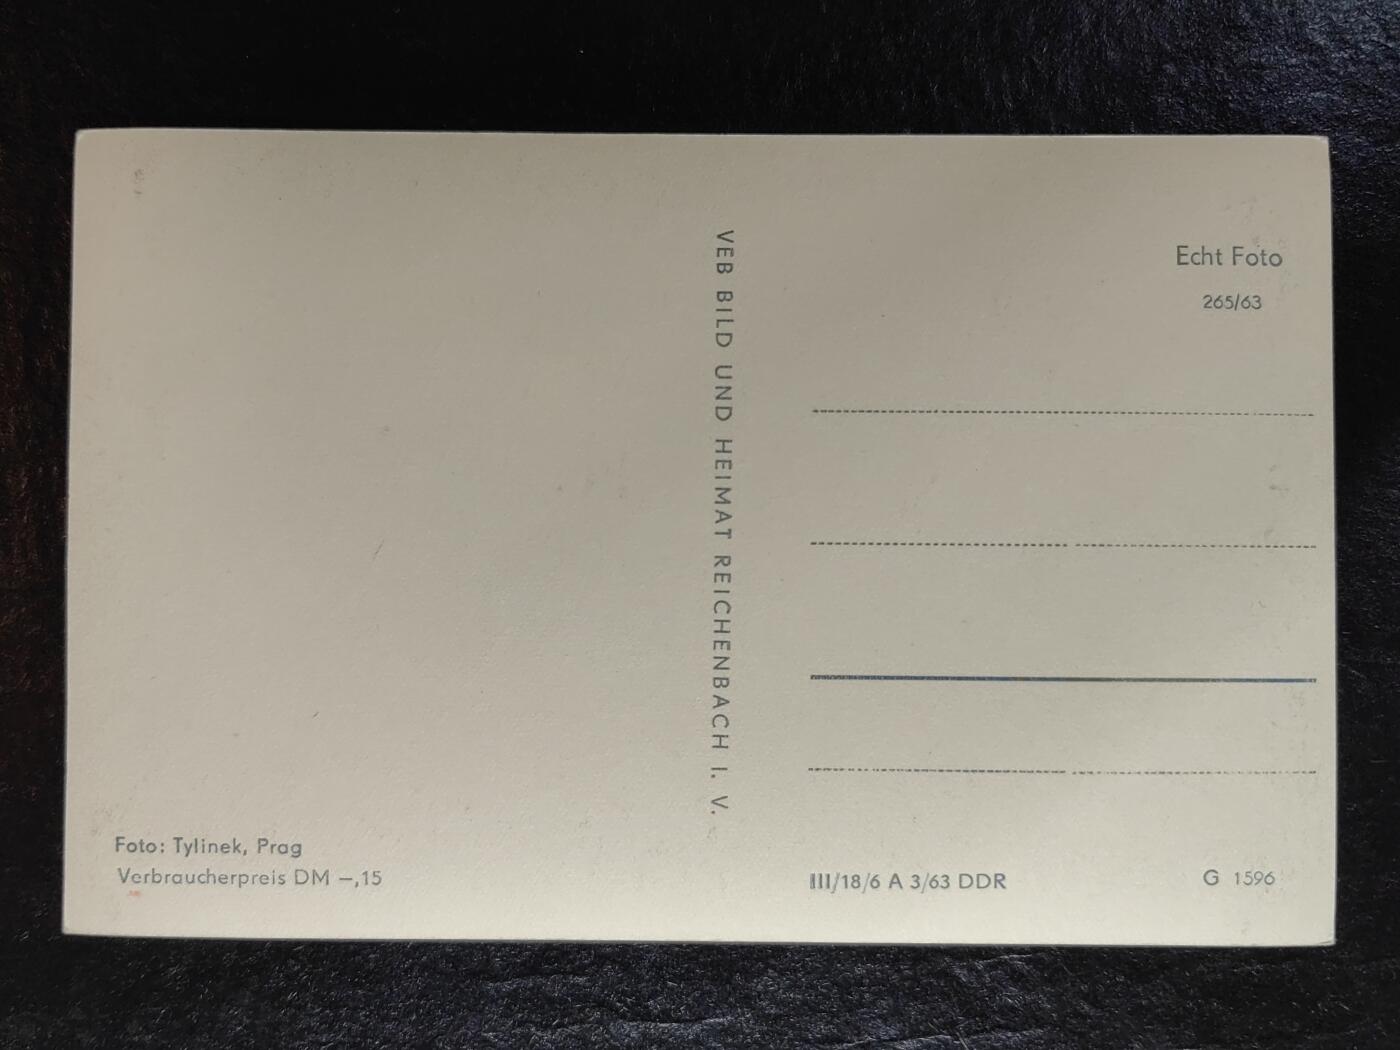 Echt Foto
265/63
VEB BILD UND HEIMAT REICHENBACH I. V.
Foto: Tylinek, Prag
Verbraucherpreis DM –,15
III/18/6 A 3/63 DDR
G 1596